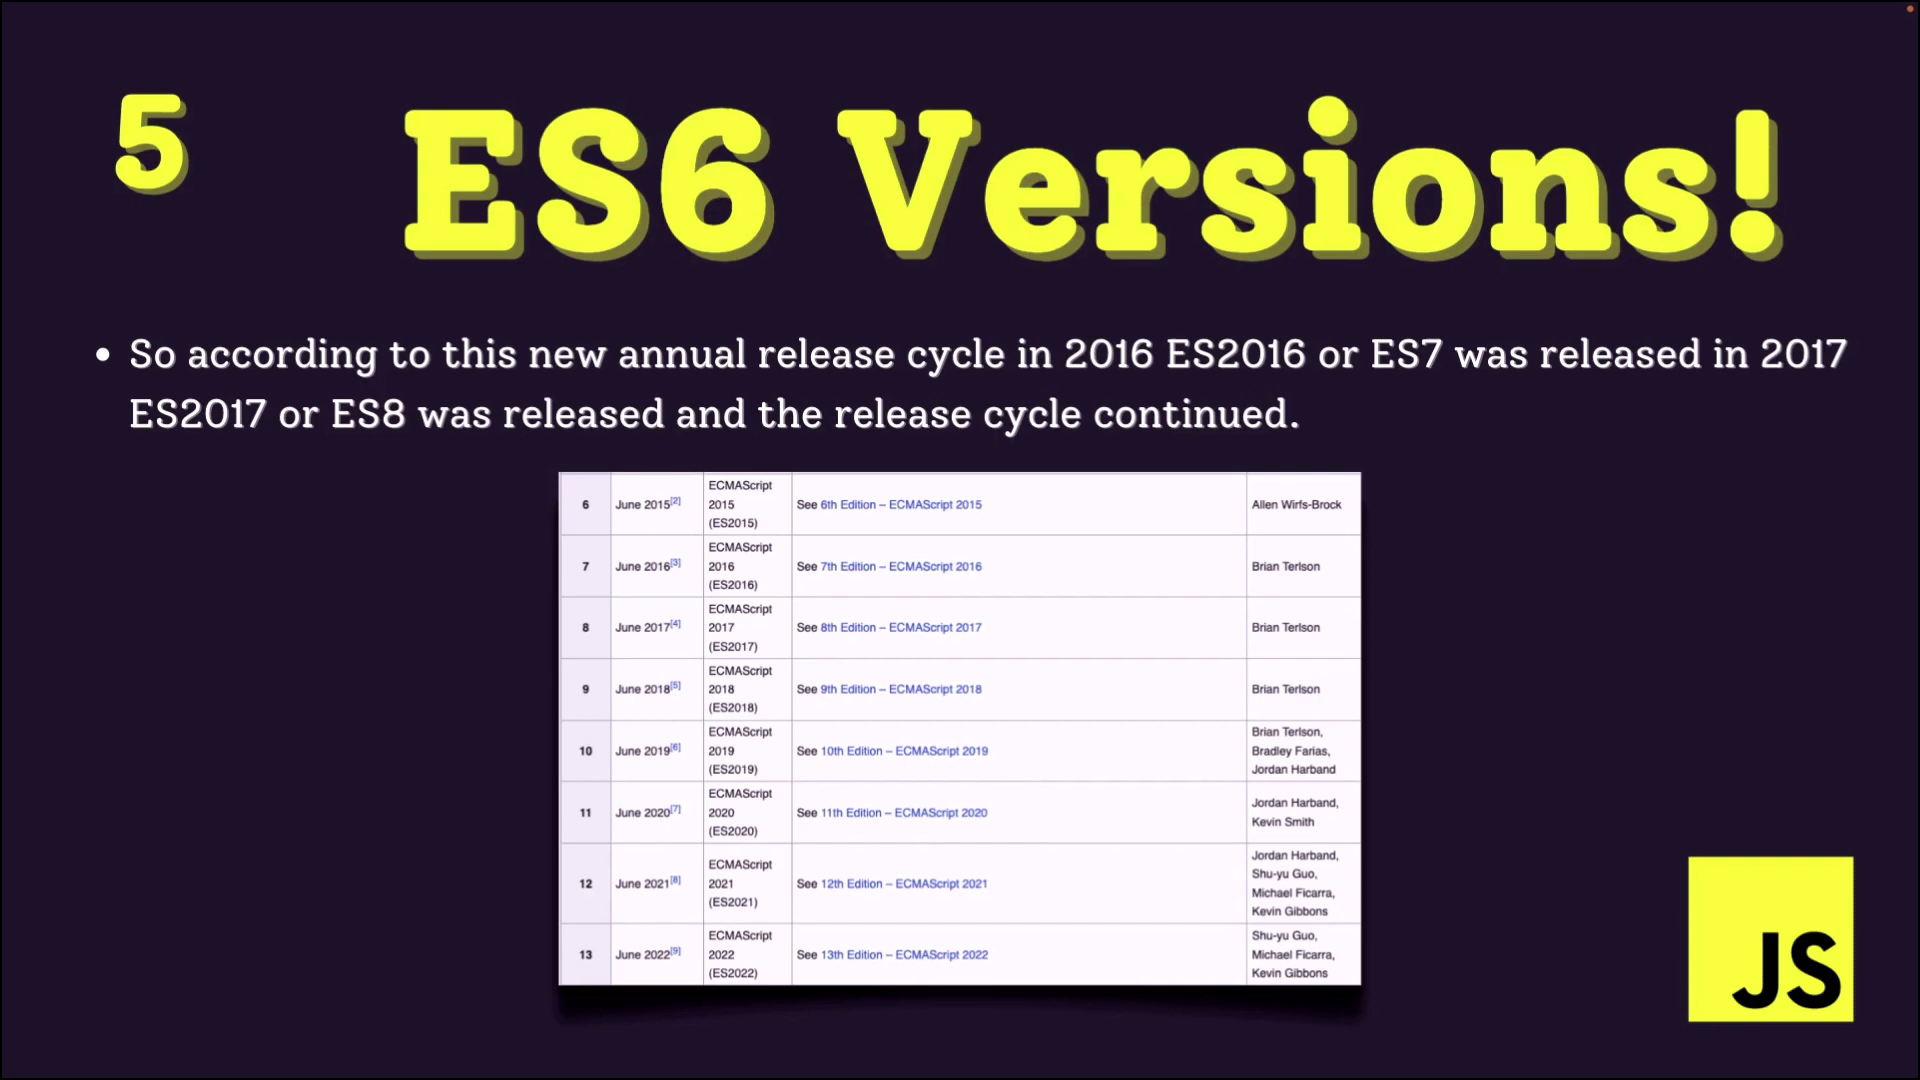 5
ES6 Versions!
• So according to this new annual release cycle in 2016 ES2016 or ES7 was released in 2017
ES2017 or ES8 was released and the release cycle continued.
6 June 2015[2] ECMAScript 2015 (ES2015) See 6th Edition – ECMAScript 2015 Allen Wirfs-Brock
7 June 2016[3] ECMAScript 2016 (ES2016) See 7th Edition – ECMAScript 2016 Brian Terlson
8 June 2017[4] ECMAScript 2017 (ES2017) See 8th Edition – ECMAScript 2017 Brian Terlson
9 June 2018[5] ECMAScript 2018 (ES2018) See 9th Edition – ECMAScript 2018 Brian Terlson
10 June 2019[6] ECMAScript 2019 (ES2019) See 10th Edition – ECMAScript 2019 Brian Terlson, Bradley Farias, Jordan Harband
11 June 2020[7] ECMAScript 2020 (ES2020) See 11th Edition – ECMAScript 2020 Jordan Harband, Kevin Smith
12 June 2021[8] ECMAScript 2021 (ES2021) See 12th Edition – ECMAScript 2021 Jordan Harband, Shu-yu Guo, Michael Ficarra, Kevin Gibbons
13 June 2022[9] ECMAScript 2022 (ES2022) See 13th Edition – ECMAScript 2022 Shu-yu Guo, Michael Ficarra, Kevin Gibbons
JS